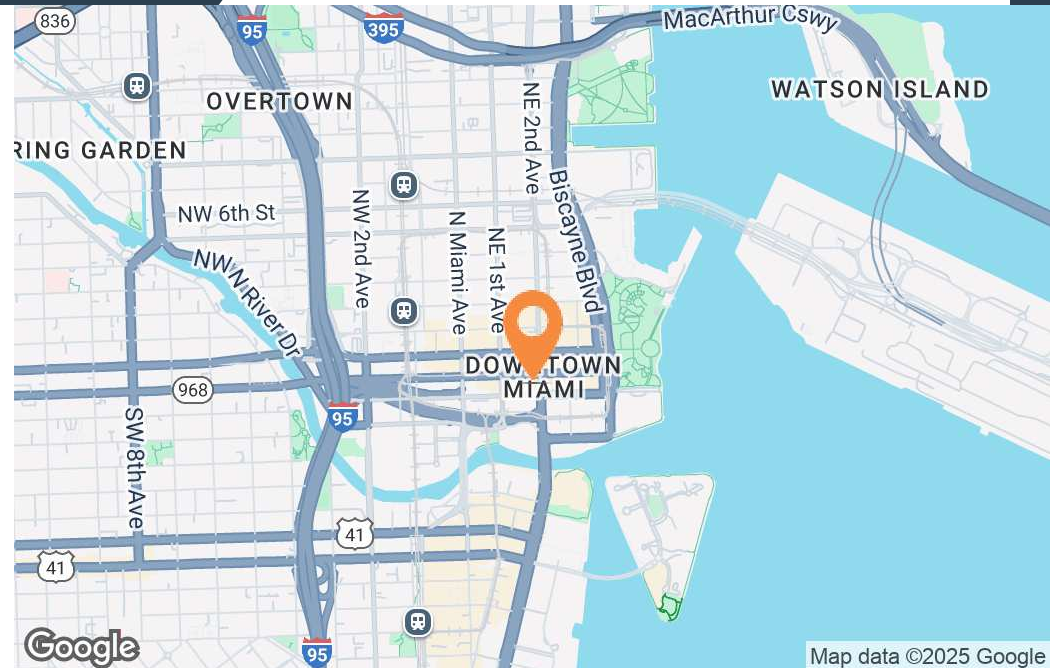 836
95
395
MacArthur Cswy
OVERTOWN
NE 2nd Ave
WATSON ISLAND
RING GARDEN
NW 6th St
NW 2nd Ave
N Miami Ave
NE 1st Ave
Biscayne Blvd
NW N River Dr
DOWNTOWN
MIAMI
968
95
SW 8th Ave
41
41
95
Google
Map data ©2025 Google